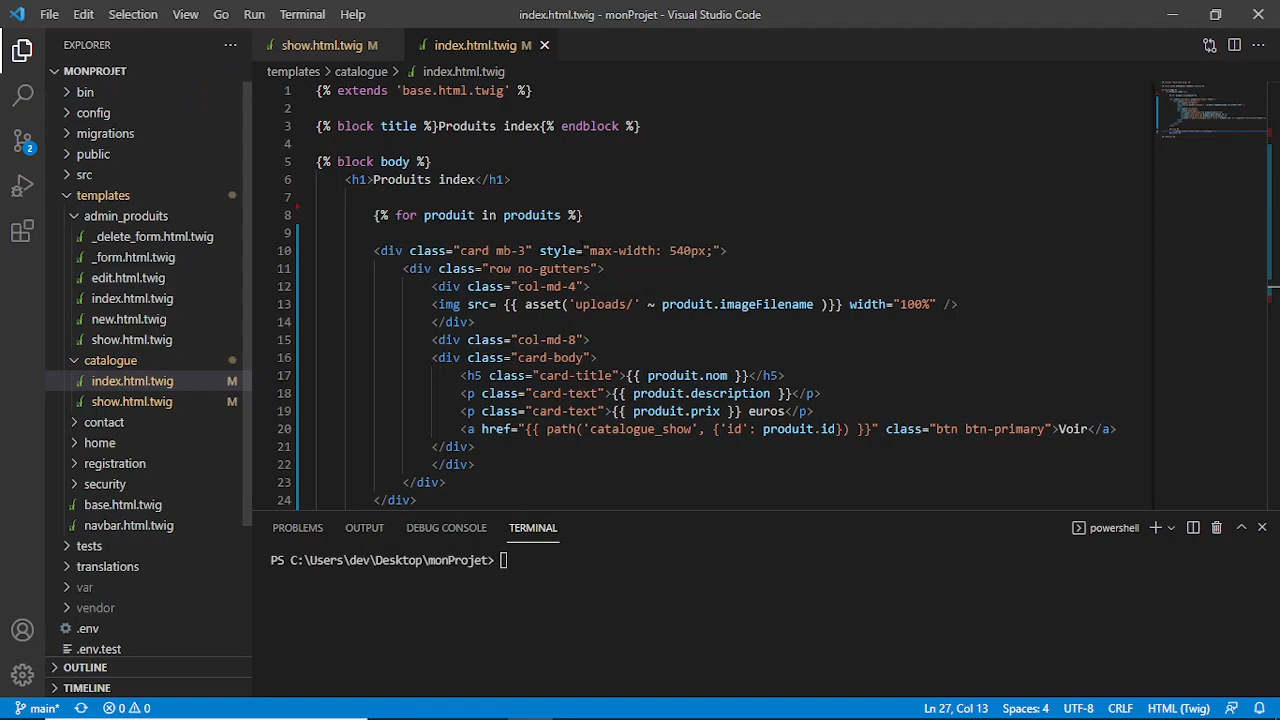 File Edit Selection View Go Run Terminal Help index.html.twig - monProjet - Visual Studio Code
EXPLORER
MONPROJET
bin
config
migrations
public
src
templates
admin_produits
_delete_form.html.twig
_form.html.twig
edit.html.twig
index.html.twig
new.html.twig
show.html.twig
catalogue
index.html.twig M
show.html.twig M
contact
home
registration
security
base.html.twig
navbar.html.twig
tests
translations
var
vendor
.env
.env.test
OUTLINE
TIMELINE
2
show.html.twig M index.html.twig M
templates > catalogue > index.html.twig
1 {% extends 'base.html.twig' %}
2
3 {% block title %}Produits index{% endblock %}
4
5 {% block body %}
6 <h1>Produits index</h1>
7
8 {% for produit in produits %}
9
10 <div class="card mb-3" style="max-width: 540px;">
11 <div class="row no-gutters">
12 <div class="col-md-4">
13 <img src= {{ asset('uploads/' ~ produit.imageFilename )}} width="100%" />
14 </div>
15 <div class="col-md-8">
16 <div class="card-body">
17 <h5 class="card-title">{{ produit.nom }}</h5>
18 <p class="card-text">{{ produit.description }}</p>
19 <p class="card-text">{{ produit.prix }} euros</p>
20 <a href="{{ path('catalogue_show', {'id': produit.id}) }}" class="btn btn-primary">Voir</a>
21 </div>
22 </div>
23 </div>
24 </div>
PROBLEMS OUTPUT DEBUG CONSOLE TERMINAL powershell
PS C:\Users\dev\Desktop\monProjet>
main* 0 0 Ln 27, Col 13 Spaces: 4 UTF-8 CRLF HTML (Twig)